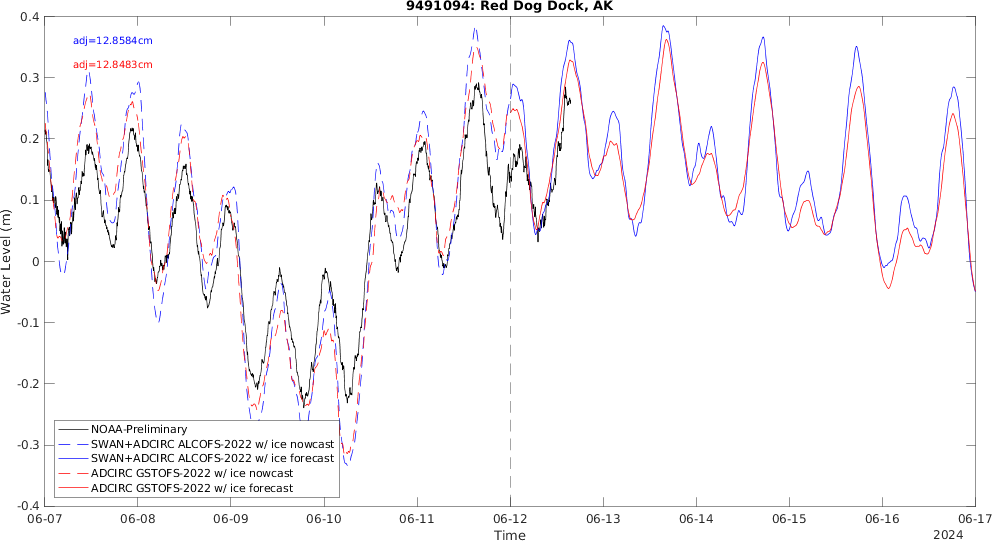 9491094: Red Dog Dock, AK
adj=12.8584cm
adj=12.8483cm
Water Level (m)
0.4
0.3
0.2
0.1
0
-0.1
-0.2
-0.3
-0.4
NOAA-Preliminary
SWAN+ADCIRC ALCOFS-2022 w/ ice nowcast
SWAN+ADCIRC ALCOFS-2022 w/ ice forecast
ADCIRC GSTOFS-2022 w/ ice nowcast
ADCIRC GSTOFS-2022 w/ ice forecast
06-07 06-08 06-09 06-10 06-11 06-12 06-13 06-14 06-15 06-16 06-17
Time
2024